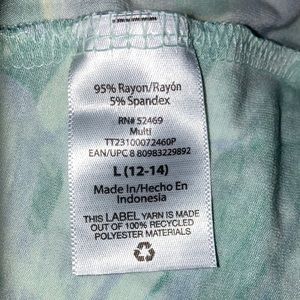 95% Rayon/Rayón
5% Spandex
RN# 52469
Multi
TT23100072460P
EAN/UPC 8 80983229892
L (12-14)
Made In/Hecho En
Indonesia
THIS LABEL YARN IS MADE
OUT OF 100% RECYCLED
POLYESTER MATERIALS